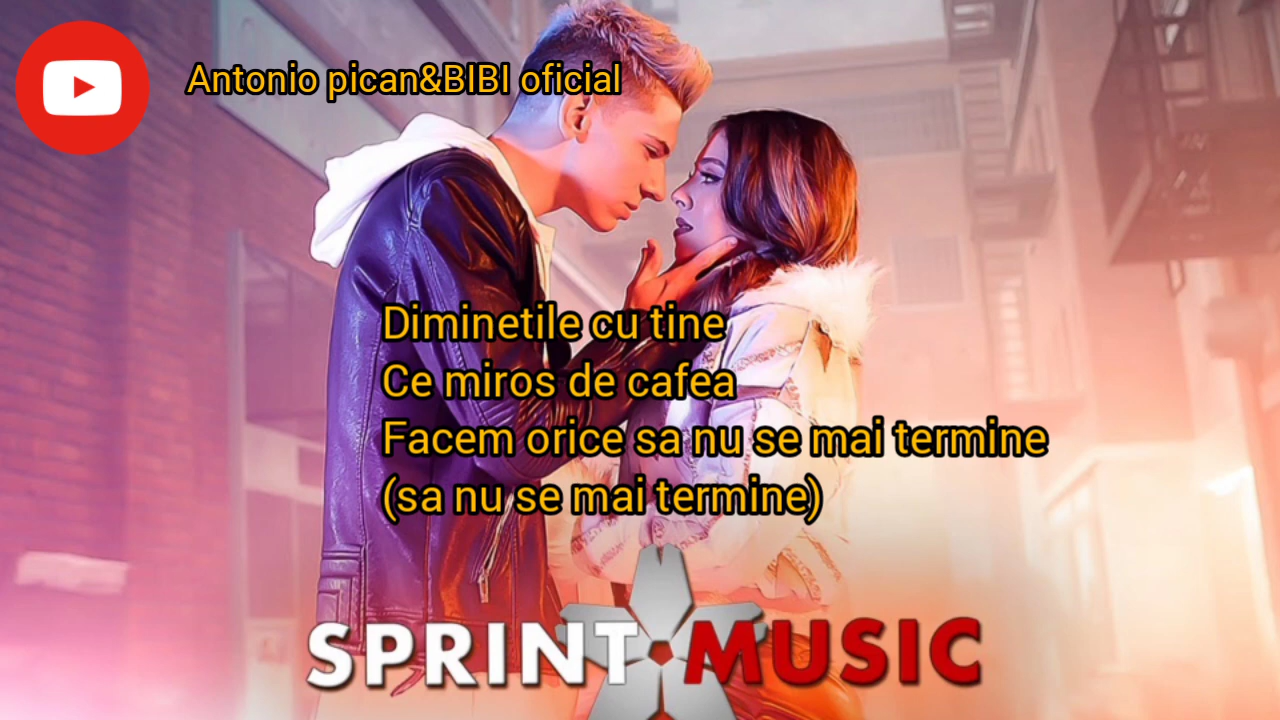 Antonio pican&BIBI oficial
Diminetile cu tine
Ce miros de cafea
Facem orice sa nu se mai termine
(sa nu se mai termine)
SPRINT MUSIC